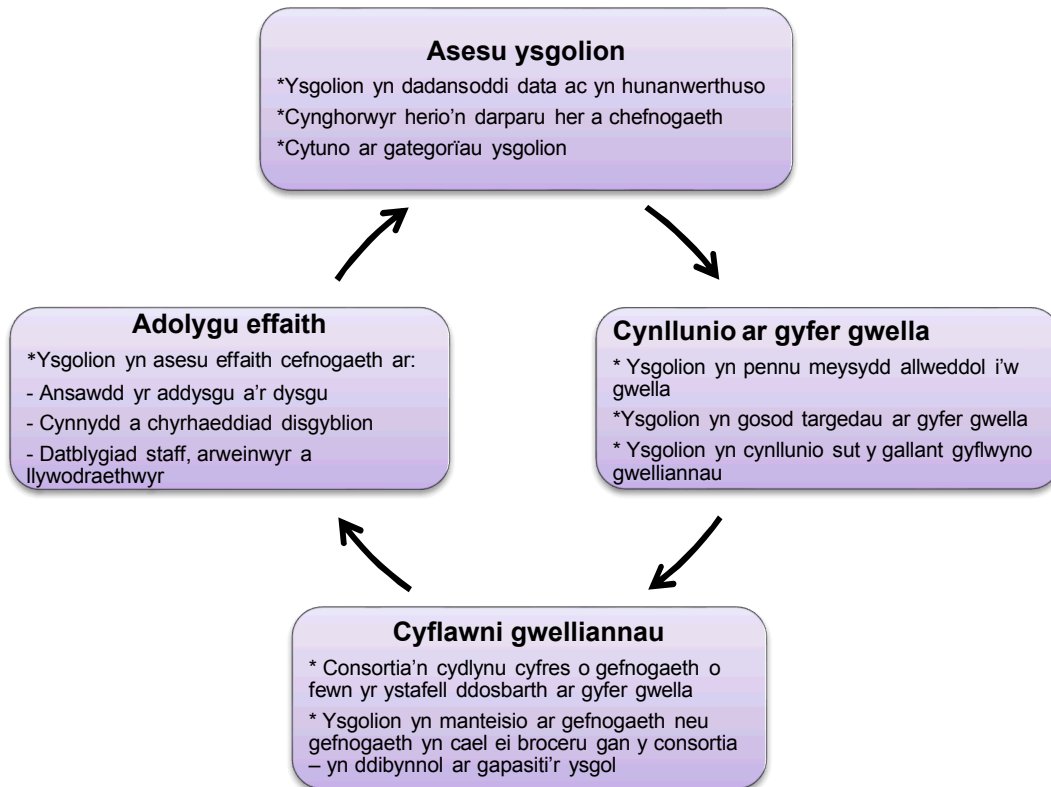 Asesu ysgolion
*Ysgolion yn dadansoddi data ac yn hunanwerthuso
*Cynghorwyr herio'n darparu her a chefnogaeth
*Cytuno ar gategorïau ysgolion
Adolygu effaith
*Ysgolion yn asesu effaith cefnogaeth ar:
- Ansawdd yr addysgu a'r dysgu
- Cynnydd a chyrhaeddiad disgyblion
- Datblygiad staff, arweinwyr a
llywodraethwyr
Cynllunio ar gyfer gwella
* Ysgolion yn pennu meysydd allweddol i'w
gwella
*Ysgolion yn gosod targedau ar gyfer gwella
* Ysgolion yn cynllunio sut y gallant gyflwyno
gwelliannau
Cyflawni gwelliannau
* Consortia'n cydlynu cyfres o gefnogaeth o
fewn yr ystafell ddosbarth ar gyfer gwella
* Ysgolion yn manteisio ar gefnogaeth neu
gefnogaeth yn cael ei broceru gan y consortia
– yn ddibynnol ar gapasiti'r ysgol